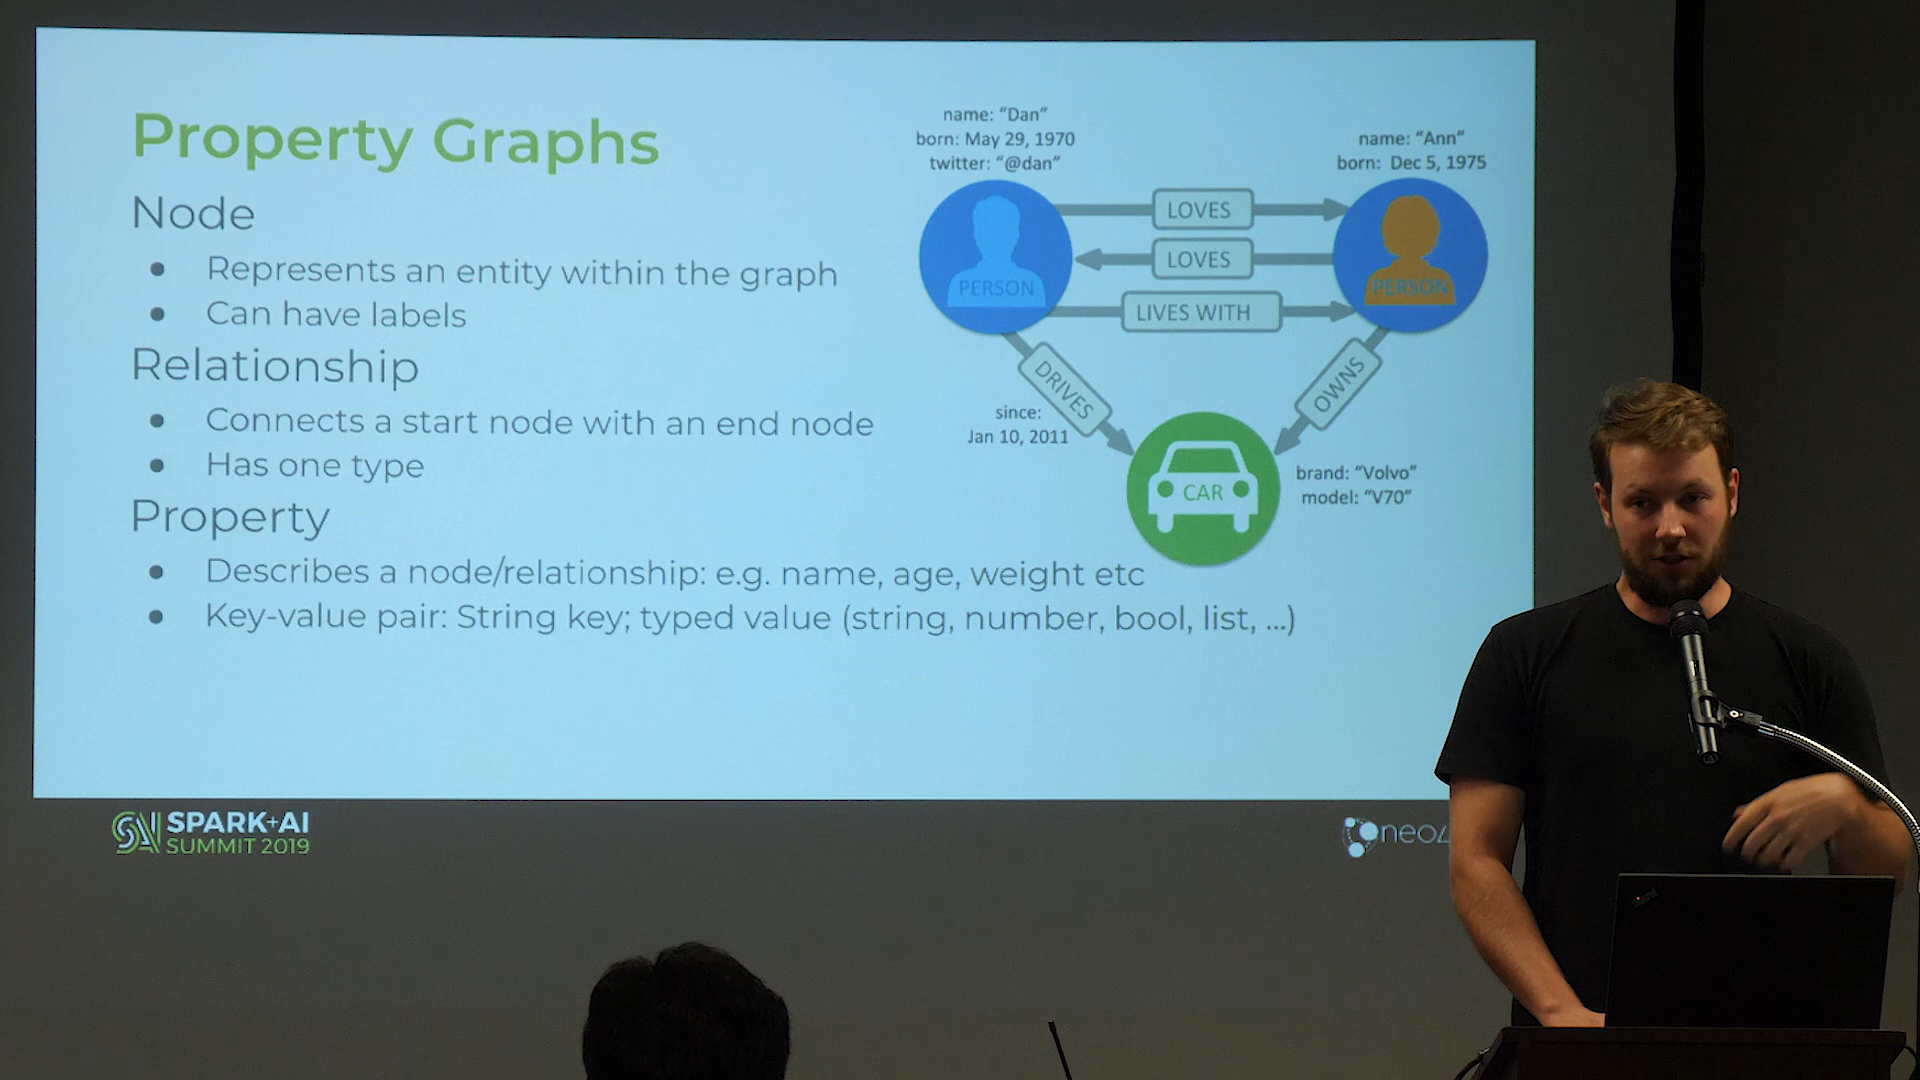 Property Graphs
Node
• Represents an entity within the graph
• Can have labels
Relationship
• Connects a start node with an end node
• Has one type
Property
• Describes a node/relationship: e.g. name, age, weight etc
• Key-value pair: String key; typed value (string, number, bool, list, ...)
name: “Dan”
born: May 29, 1970
twitter: “@dan”
name: “Ann”
born: Dec 5, 1975
LOVES
LOVES
LIVES WITH
PERSON
PERSON
DRIVES
OWNS
since:
Jan 10, 2011
CAR
brand: “Volvo”
model: “V70”
SPARK+AI
SUMMIT 2019
neo4